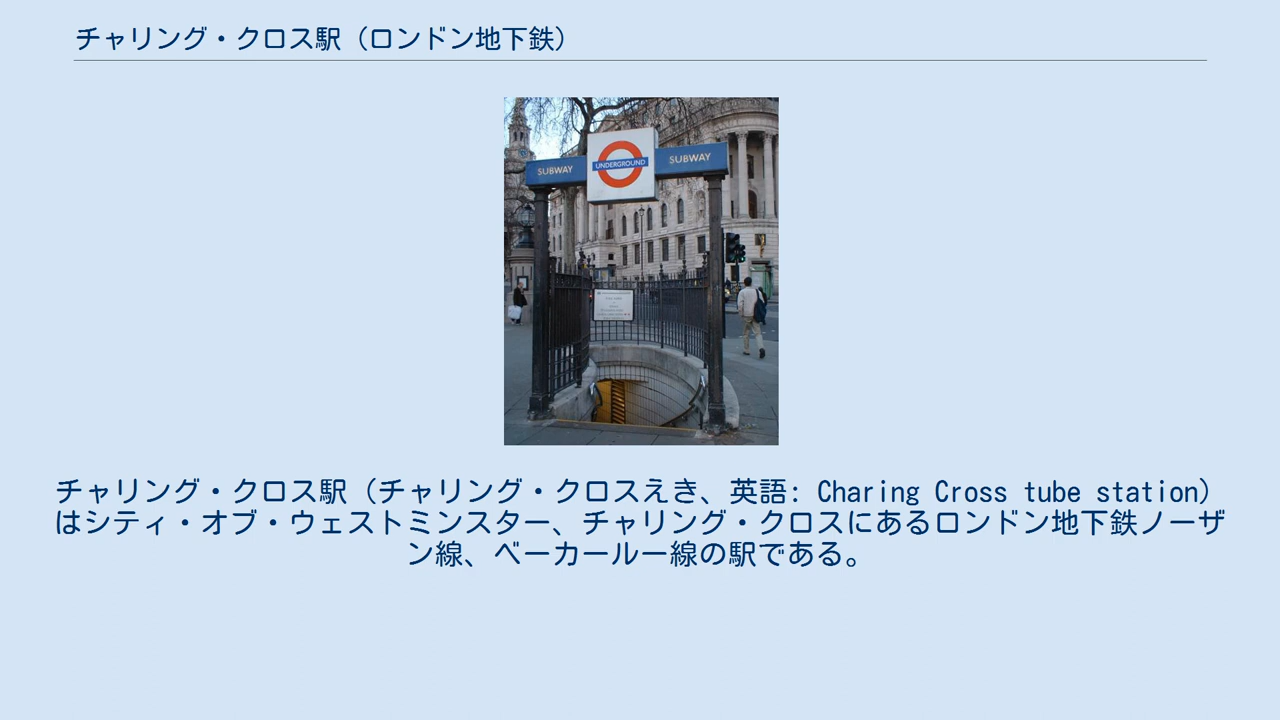 チャリング・クロス駅（ロンドン地下鉄）
SUBWAY
UNDERGROUND
SUBWAY
チャリング・クロス駅（チャリング・クロスえき、英語: Charing Cross tube station）
はシティ・オブ・ウェストミンスター、チャリング・クロスにあるロンドン地下鉄ノーザ
ン線、ベーカールー線の駅である。